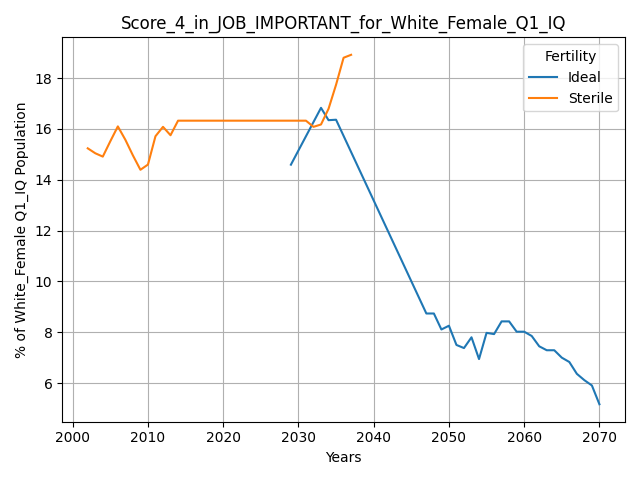 Score_4_in_JOB_IMPORTANT_for_White_Female_Q1_IQ
Fertility
Ideal
Sterile
% of White_Female Q1_IQ Population
18
16
14
12
10
8
6
2000 2010 2020 2030 2040 2050 2060 2070
Years